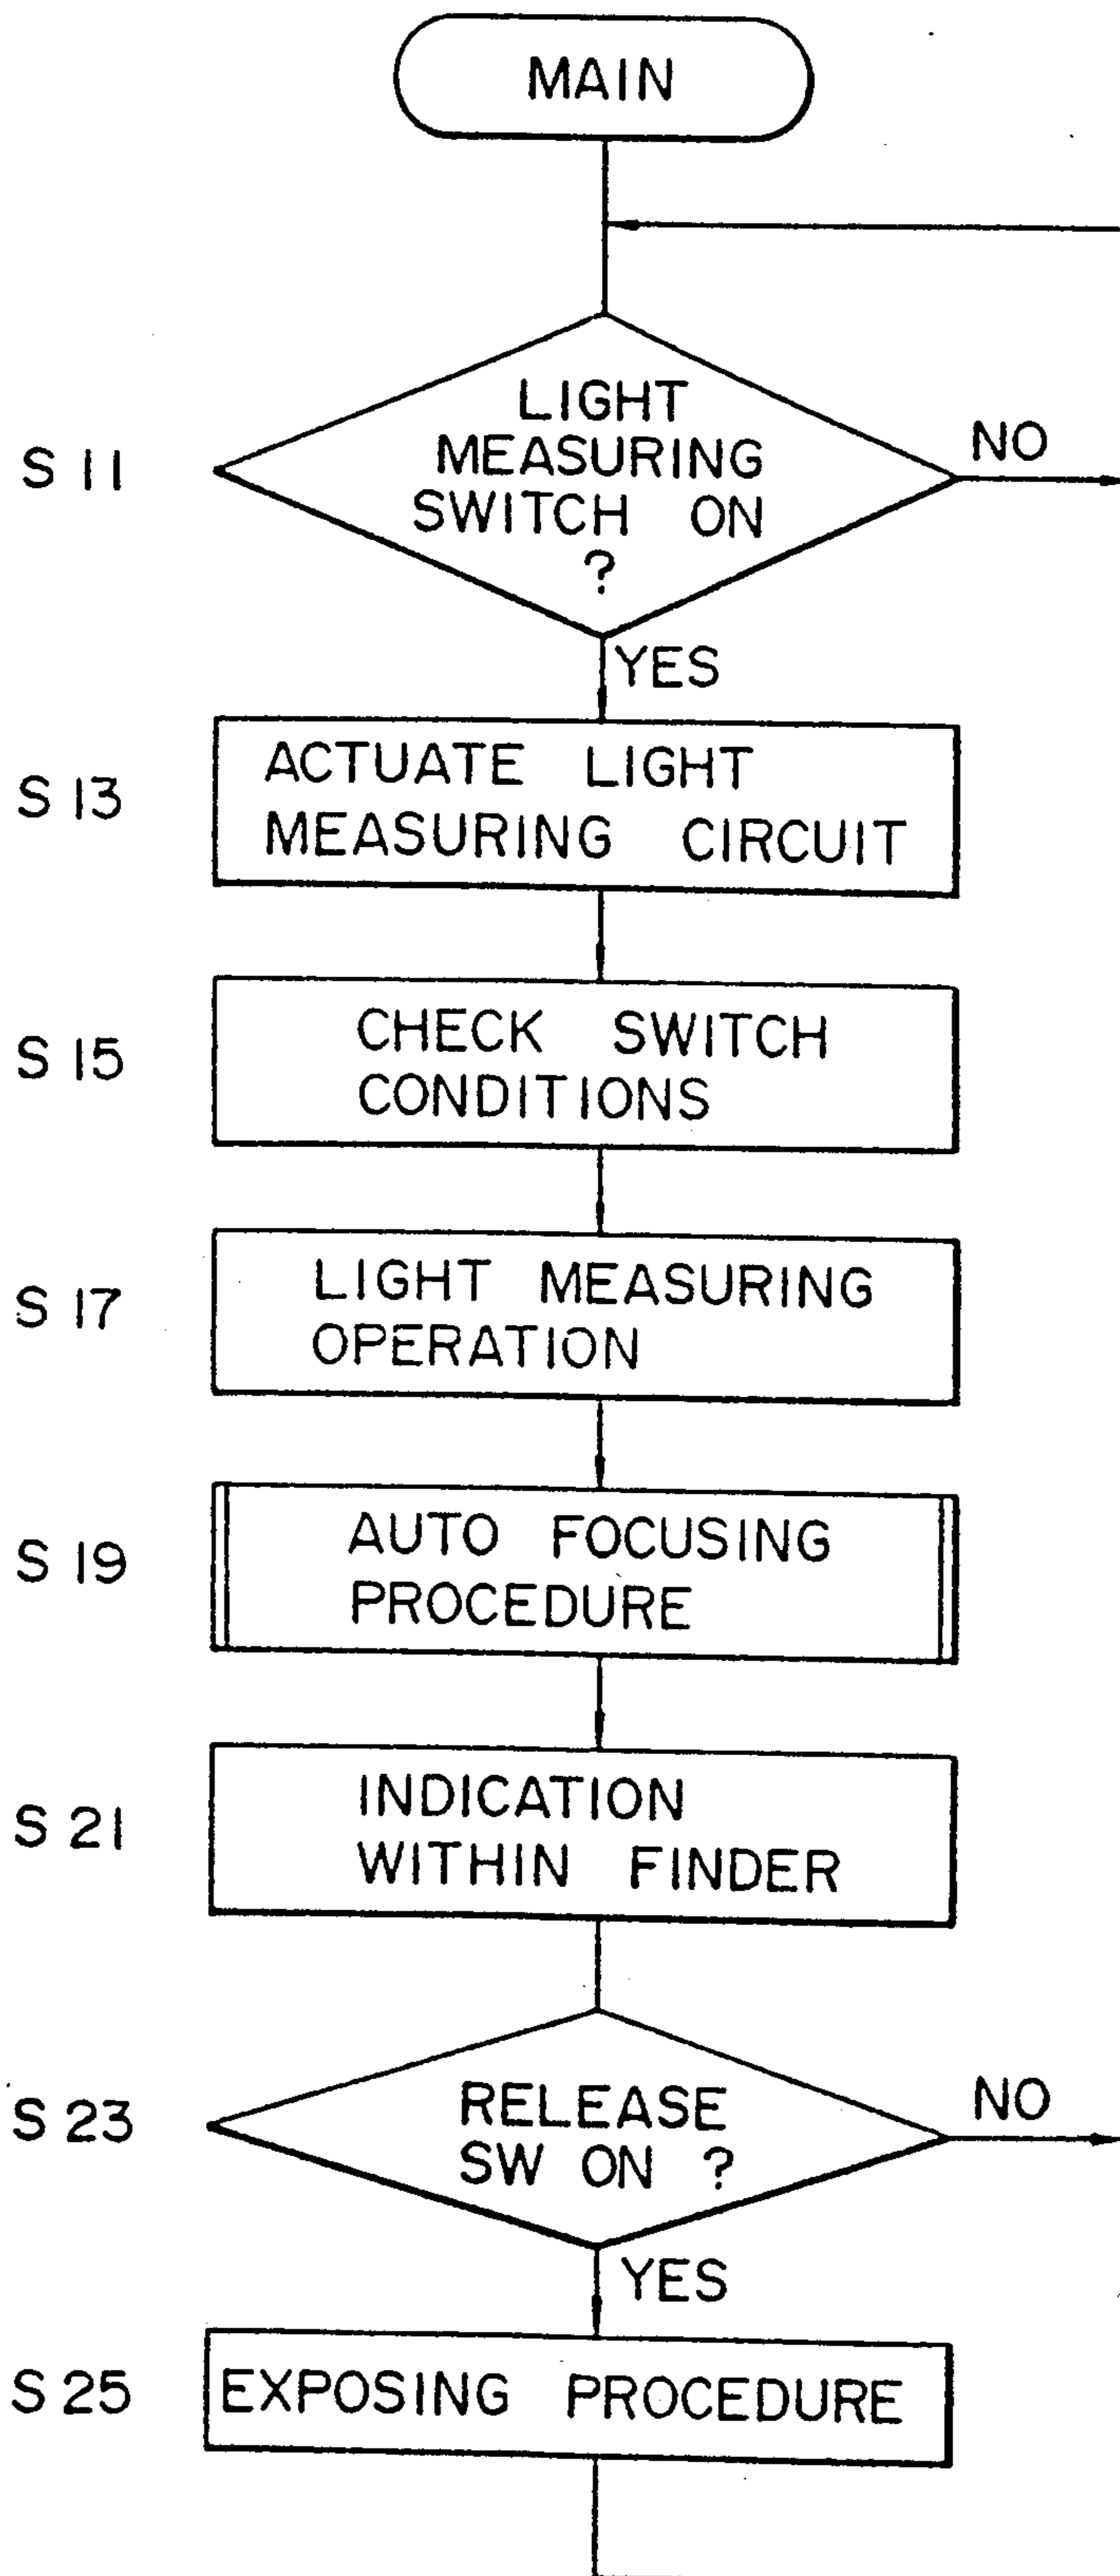 MAIN
S 11
LIGHT
MEASURING
SWITCH ON
?
NO
YES
S 13
ACTUATE LIGHT
MEASURING CIRCUIT
S 15
CHECK SWITCH
CONDITIONS
S 17
LIGHT MEASURING
OPERATION
S 19
AUTO FOCUSING
PROCEDURE
S 21
INDICATION
WITHIN FINDER
S 23
RELEASE
SW ON ?
NO
YES
S 25
EXPOSING PROCEDURE